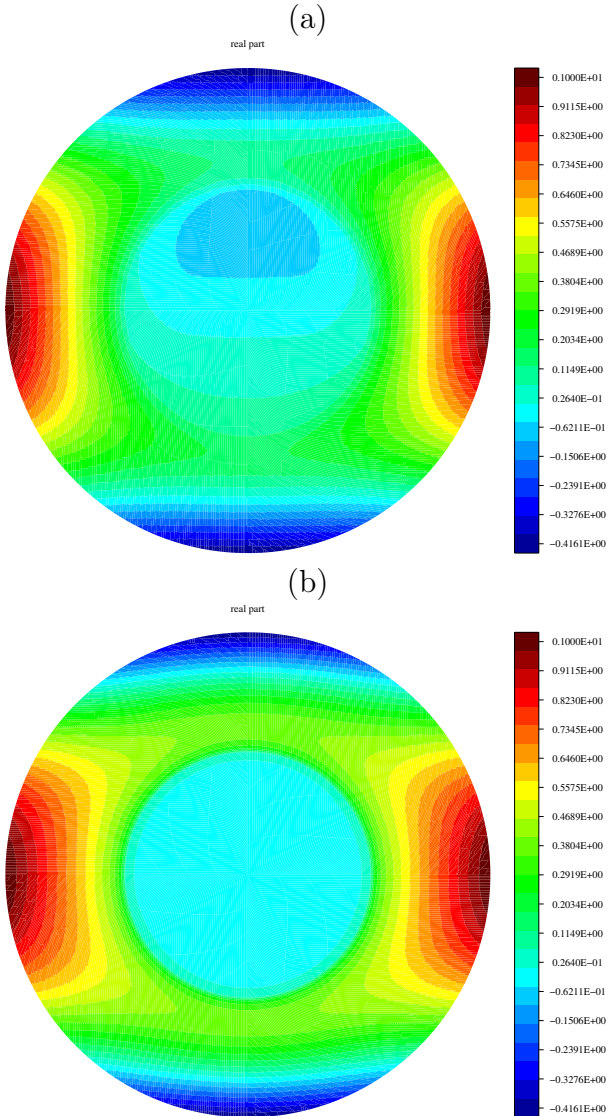 (a)
real part
0.1000E+01
0.9115E+00
0.8230E+00
0.7345E+00
0.6460E+00
0.5575E+00
0.4689E+00
0.3804E+00
0.2919E+00
0.2034E+00
0.1149E+00
0.2640E−01
−0.6211E−01
−0.1506E+00
−0.2391E+00
−0.3276E+00
−0.4161E+00
(b)
real part
0.1000E+01
0.9115E+00
0.8230E+00
0.7345E+00
0.6460E+00
0.5575E+00
0.4689E+00
0.3804E+00
0.2919E+00
0.2034E+00
0.1149E+00
0.2640E−01
−0.6211E−01
−0.1506E+00
−0.2391E+00
−0.3276E+00
−0.4161E+00